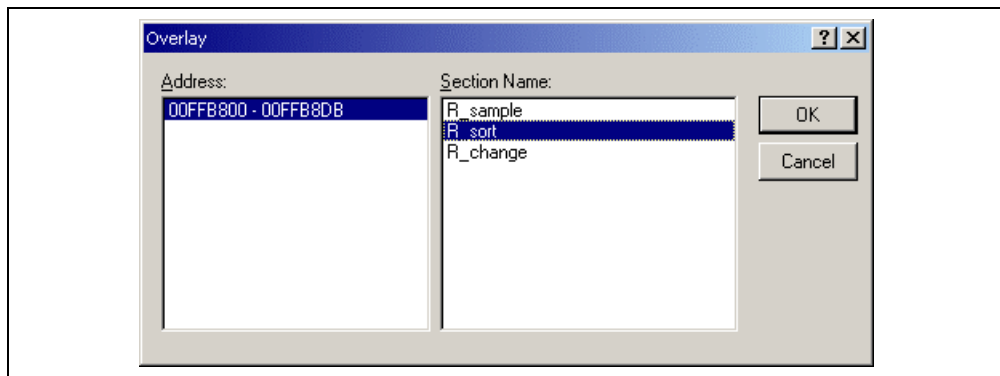 Overlay
Address:
00FFB800 - 00FFB8DB
Section Name:
R_sample
R_sort
R_change
OK
Cancel